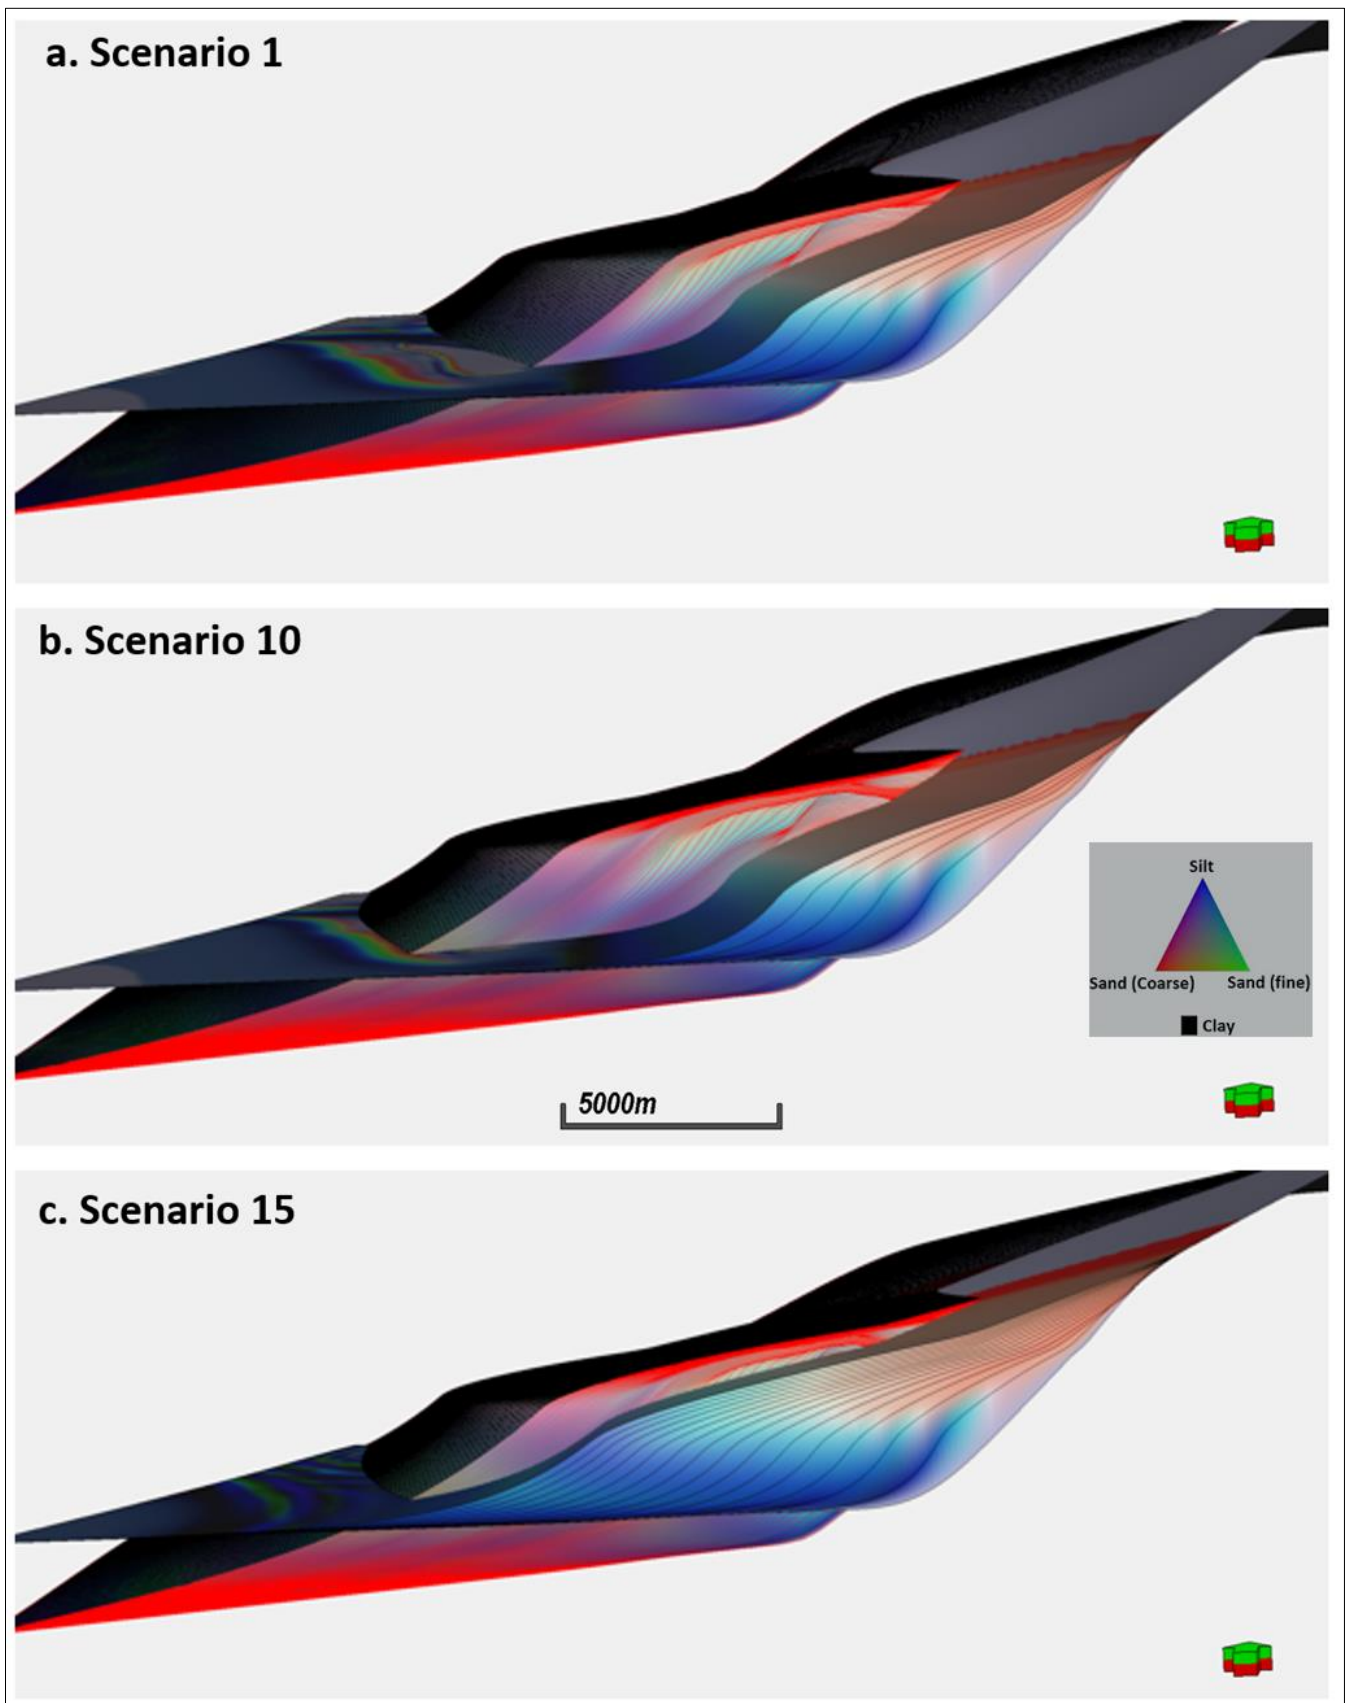 a. Scenario 1
b. Scenario 10
Silt
Sand (Coarse) Sand (fine)
Clay
5000m
c. Scenario 15